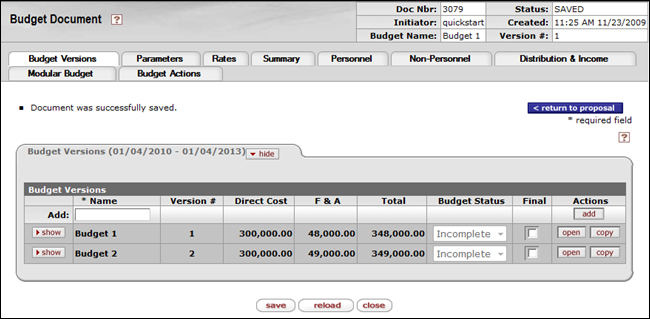 Budget Document ?
Doc Nbr: 3079 Status: SAVED
Initiator: quickstart Created: 11:25 AM 11/23/2009
Budget Name: Budget 1 Version #: 1
Budget Versions Parameters Rates Summary Personnel Non-Personnel Distribution & Income
Modular Budget Budget Actions
Document was successfully saved.
< return to proposal
* required field
?
Budget Versions (01/04/2010 - 01/04/2013) hide
Budget Versions
* Name Version # Direct Cost F & A Total Budget Status Final Actions
Add: add
show Budget 1 1 300,000.00 48,000.00 348,000.00 Incomplete open copy
show Budget 2 2 300,000.00 49,000.00 349,000.00 Incomplete open copy
save reload close